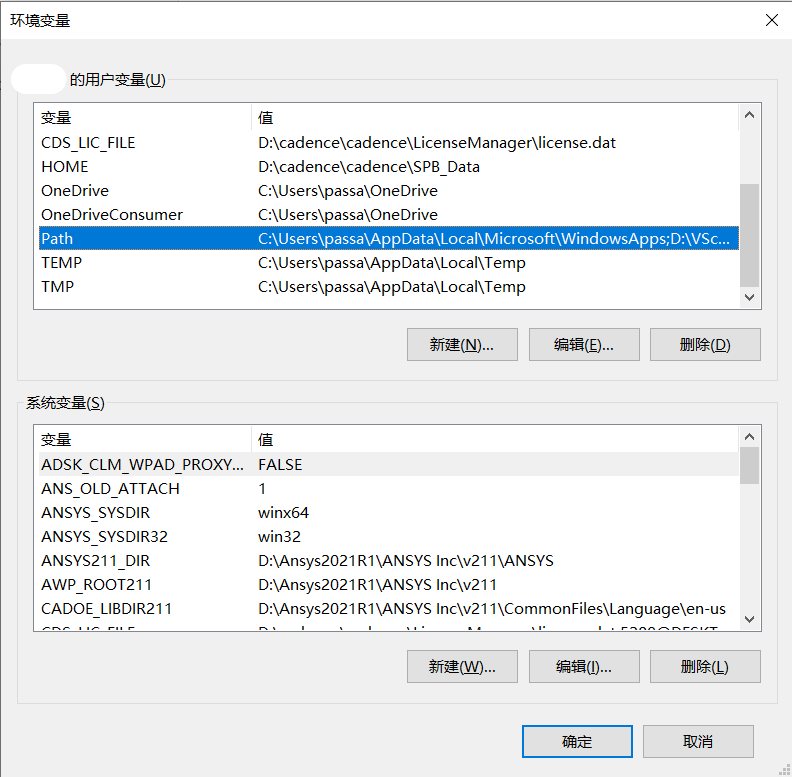 环境变量
的用户变量(U)
变量 值
CDS_LIC_FILE D:\cadence\cadence\LicenseManager\license.dat
HOME D:\cadence\cadence\SPB_Data
OneDrive C:\Users\passa\OneDrive
OneDriveConsumer C:\Users\passa\OneDrive
Path C:\Users\passa\AppData\Local\Microsoft\WindowsApps;D:\VSc...
TEMP C:\Users\passa\AppData\Local\Temp
TMP C:\Users\passa\AppData\Local\Temp
新建(N)... 编辑(E)... 删除(D)
系统变量(S)
变量 值
ADSK_CLM_WPAD_PROXY... FALSE
ANS_OLD_ATTACH 1
ANSYS_SYSDIR winx64
ANSYS_SYSDIR32 win32
ANSYS211_DIR D:\Ansys2021R1\ANSYS Inc\v211\ANSYS
AWP_ROOT211 D:\Ansys2021R1\ANSYS Inc\v211
CADOE_LIBDIR211 D:\Ansys2021R1\ANSYS Inc\v211\CommonFiles\Language\en-us
新建(W)... 编辑(I)... 删除(L)
确定 取消